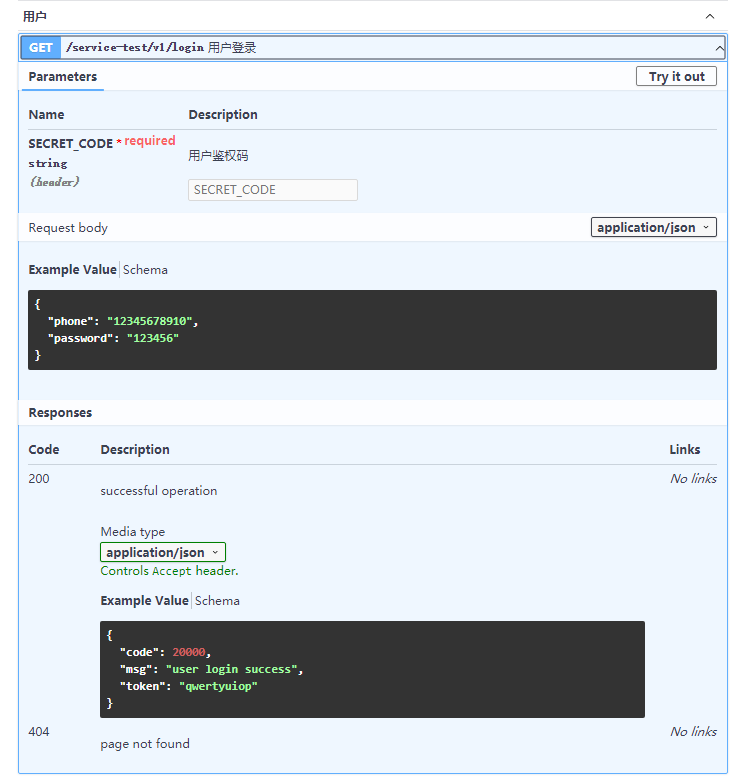 用户
GET /service-test/v1/login 用户登录
Parameters Try it out
Name Description
SECRET_CODE * required
string
(header)
用户鉴权码
SECRET_CODE
Request body application/json
Example Value Schema
{
"phone": "12345678910",
"password": "123456"
}
Responses
Code Description Links
200 No links
successful operation
Media type
application/json
Controls Accept header.
Example Value Schema
{
"code": 20000,
"msg": "user login success",
"token": "qwertyuiop"
}
404 No links
page not found